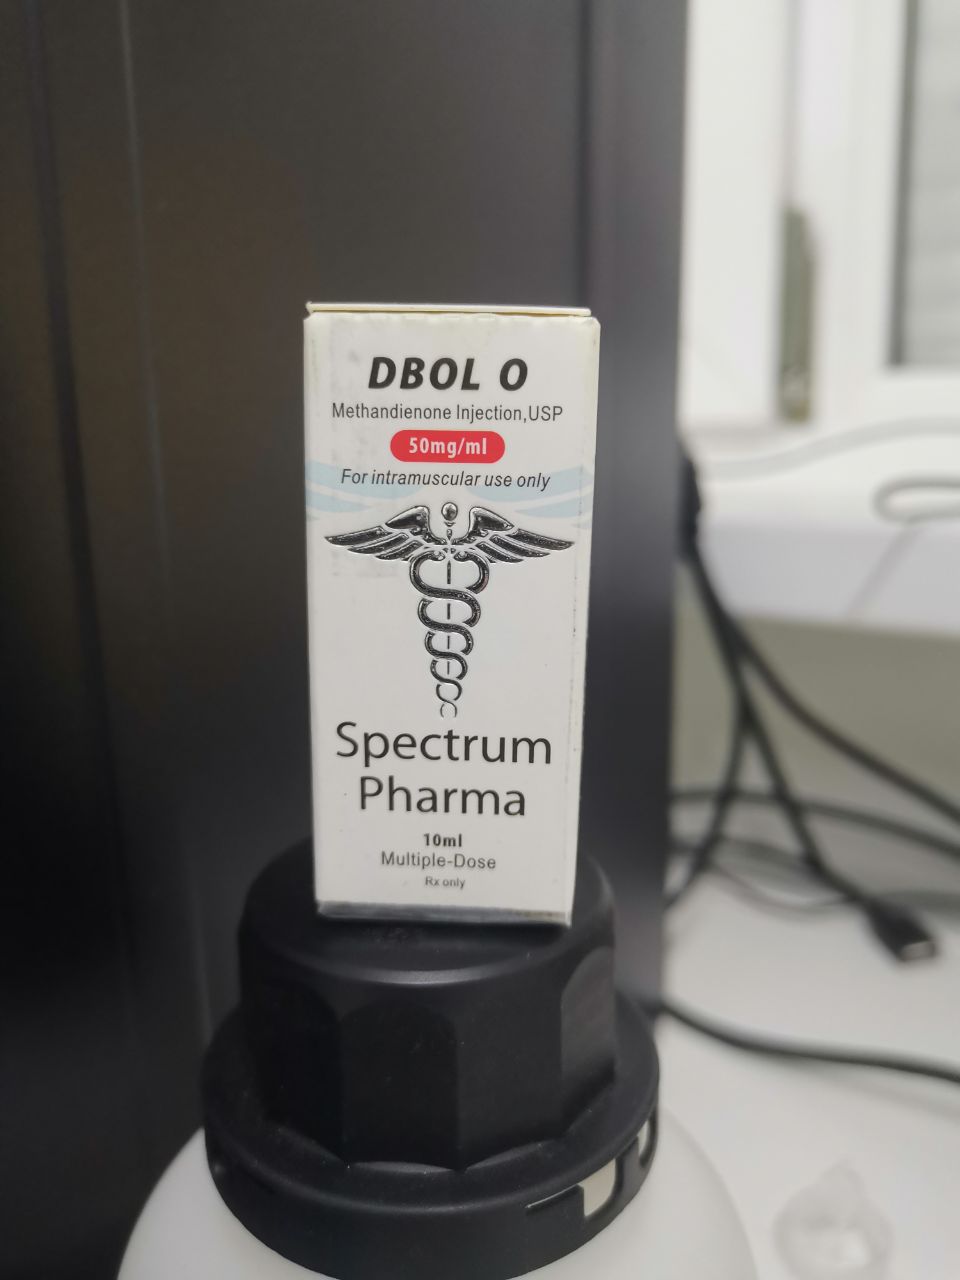 DBOL O
Methandienone Injection,USP
50mg/ml
For intramuscular use only
Spectrum
Pharma
10ml
Multiple-Dose
Rx only